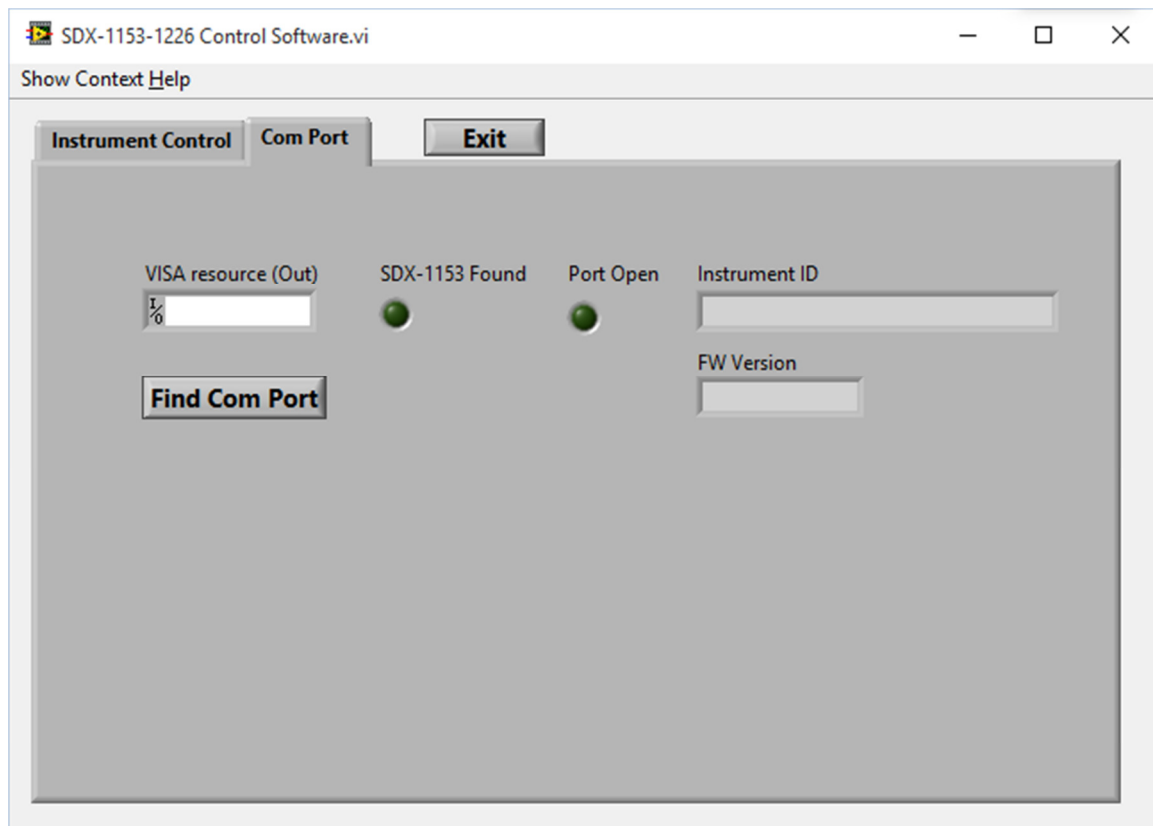 SDX-1153-1226 Control Software.vi
Show Context Help
Instrument Control Com Port Exit
VISA resource (Out) SDX-1153 Found Port Open Instrument ID
I/0
FW Version
Find Com Port